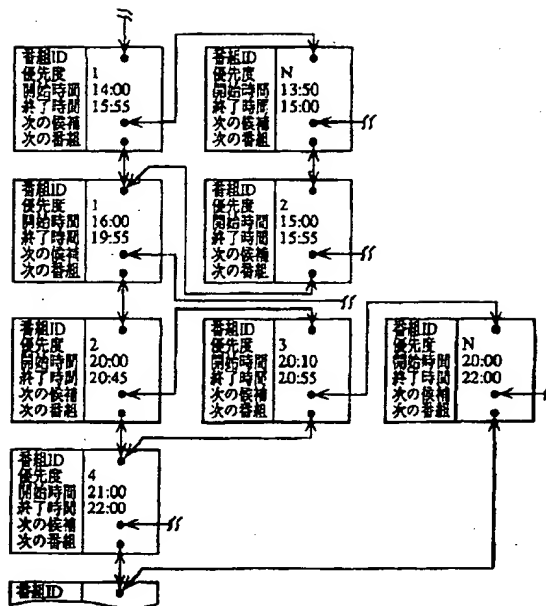 番組ID
優先度 1
開始時間 14:00
終了時間 15:55
次の候補
次の番組
番組ID
優先度 N
開始時間 13:50
終了時間 15:00
次の候補
次の番組
番組ID
優先度 1
開始時間 16:00
終了時間 19:55
次の候補
次の番組
番組ID
優先度 2
開始時間 15:00
終了時間 15:55
次の候補
次の番組
番組ID
優先度 2
開始時間 20:00
終了時間 20:45
次の候補
次の番組
番組ID
優先度 3
開始時間 20:10
終了時間 20:55
次の候補
次の番組
番組ID
優先度 N
開始時間 20:00
終了時間 22:00
次の候補
次の番組
番組ID
優先度 4
開始時間 21:00
終了時間 22:00
次の候補
次の番組
番組ID